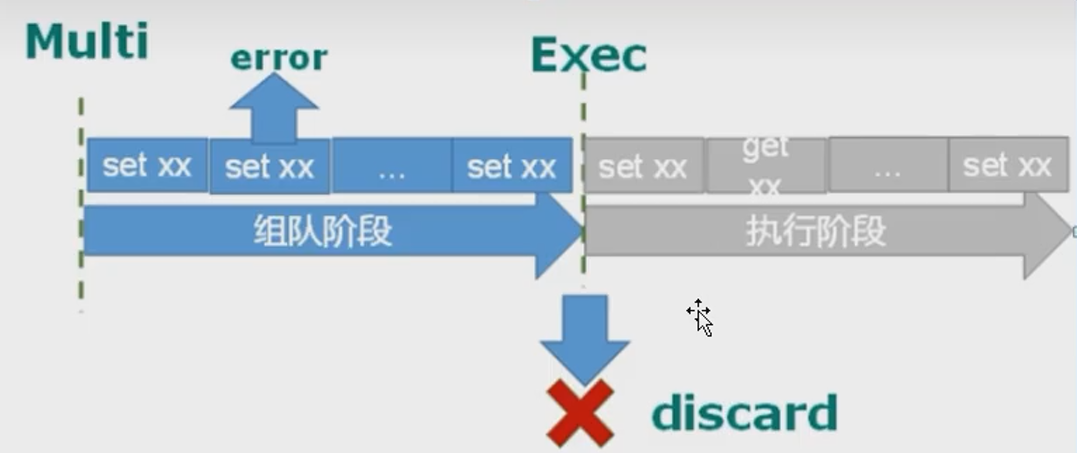 Multi
error
Exec
set xx
set xx
...
set xx
set xx
get
xx
...
set xx
组队阶段
执行阶段
discard